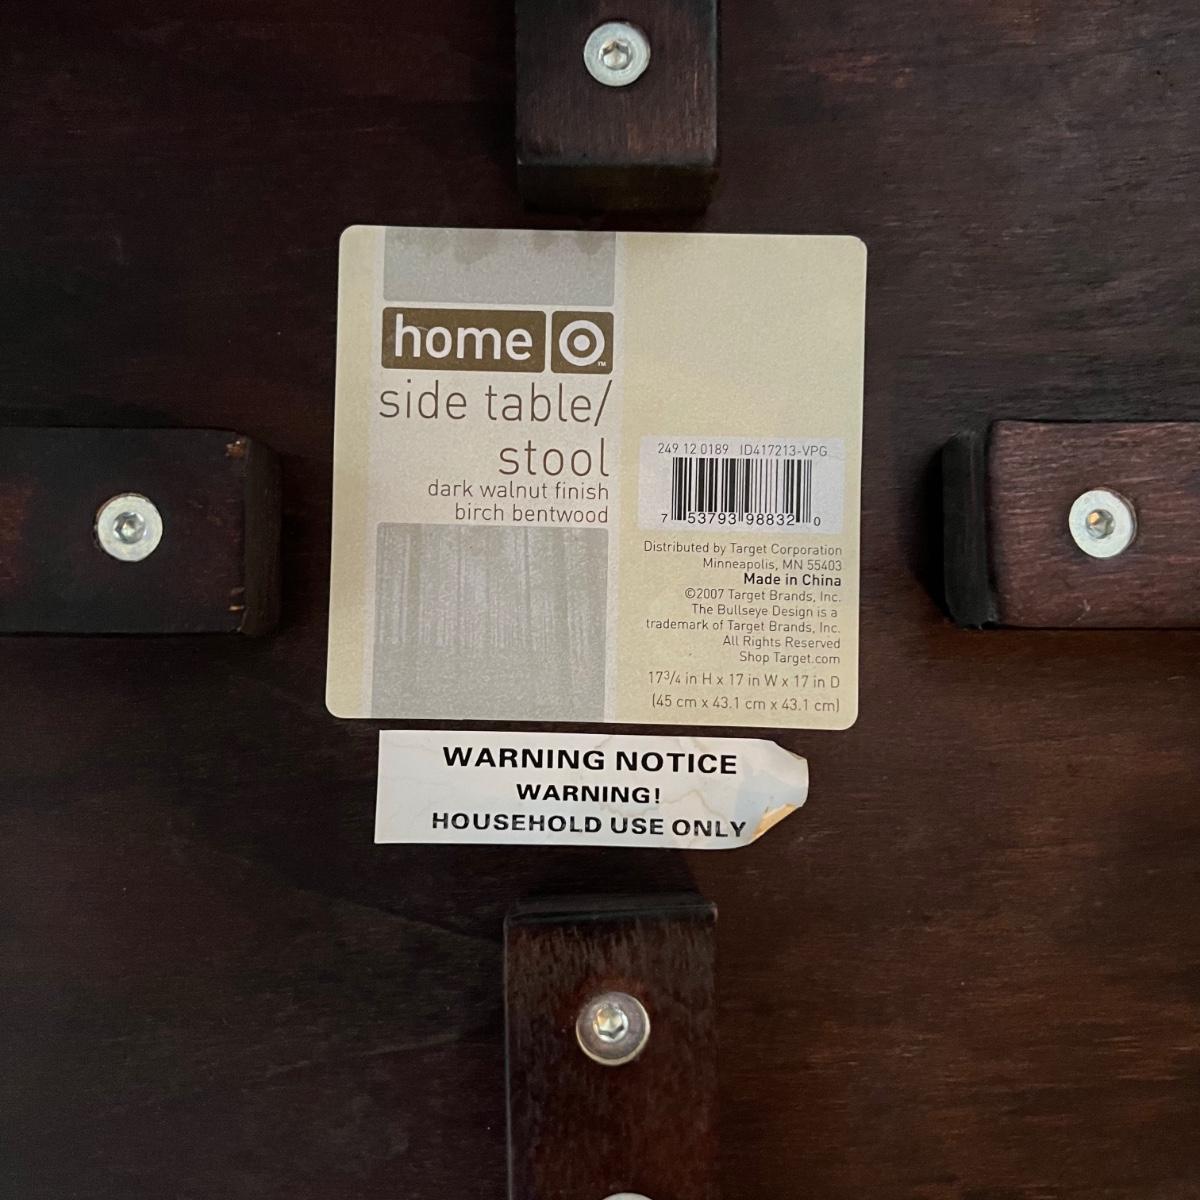 home
™
side table/
stool
dark walnut finish
birch bentwood
249 12 0189 ID417213-VPG
7 53793 98832 0
Distributed by Target Corporation
Minneapolis, MN 55403
Made in China
©2007 Target Brands, Inc.
The Bullseye Design is a
trademark of Target Brands, Inc.
All Rights Reserved
Shop Target.com
17 3/4 in H x 17 in W x 17 in D
(45 cm x 43.1 cm x 43.1 cm)
WARNING NOTICE
WARNING!
HOUSEHOLD USE ONLY